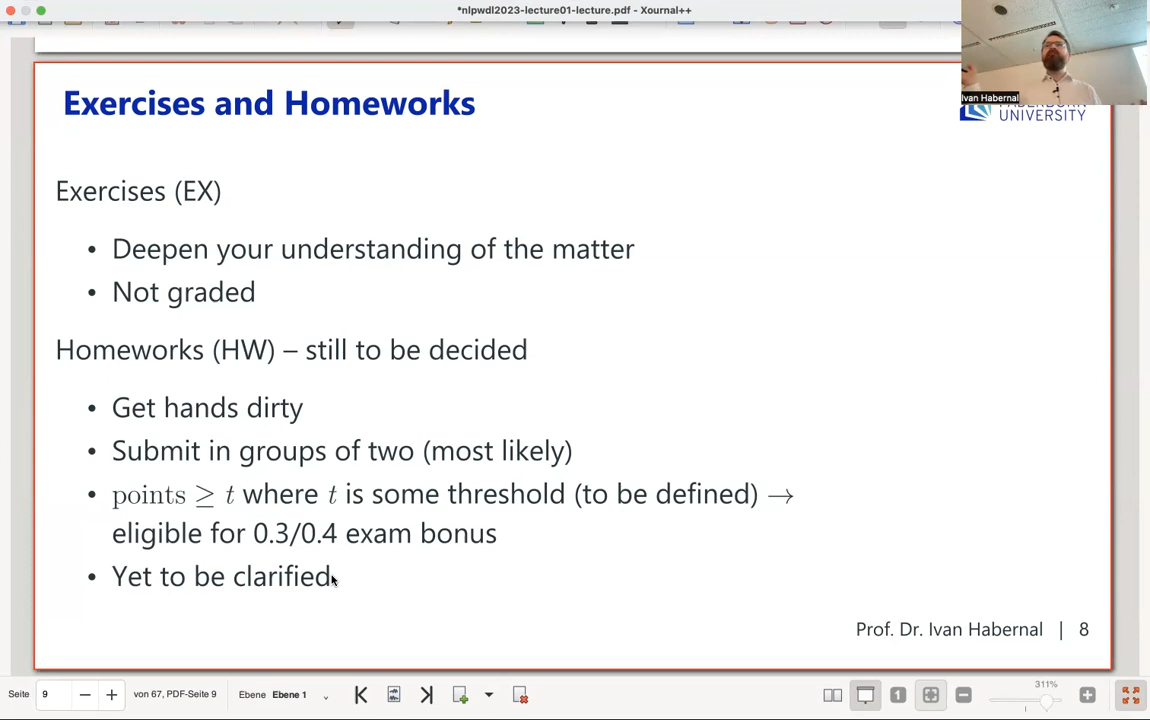 *nlpwdl2023-lecture01-lecture.pdf - Xournal++
Ivan Habernal
UNIVERSITY
Exercises and Homeworks
Exercises (EX)
• Deepen your understanding of the matter
• Not graded
Homeworks (HW) – still to be decided
• Get hands dirty
• Submit in groups of two (most likely)
• points ≥ t where t is some threshold (to be defined) →
eligible for 0.3/0.4 exam bonus
• Yet to be clarified
Prof. Dr. Ivan Habernal | 8
Seite 9 von 67, PDF-Seite 9 Ebene Ebene 1 1 311%